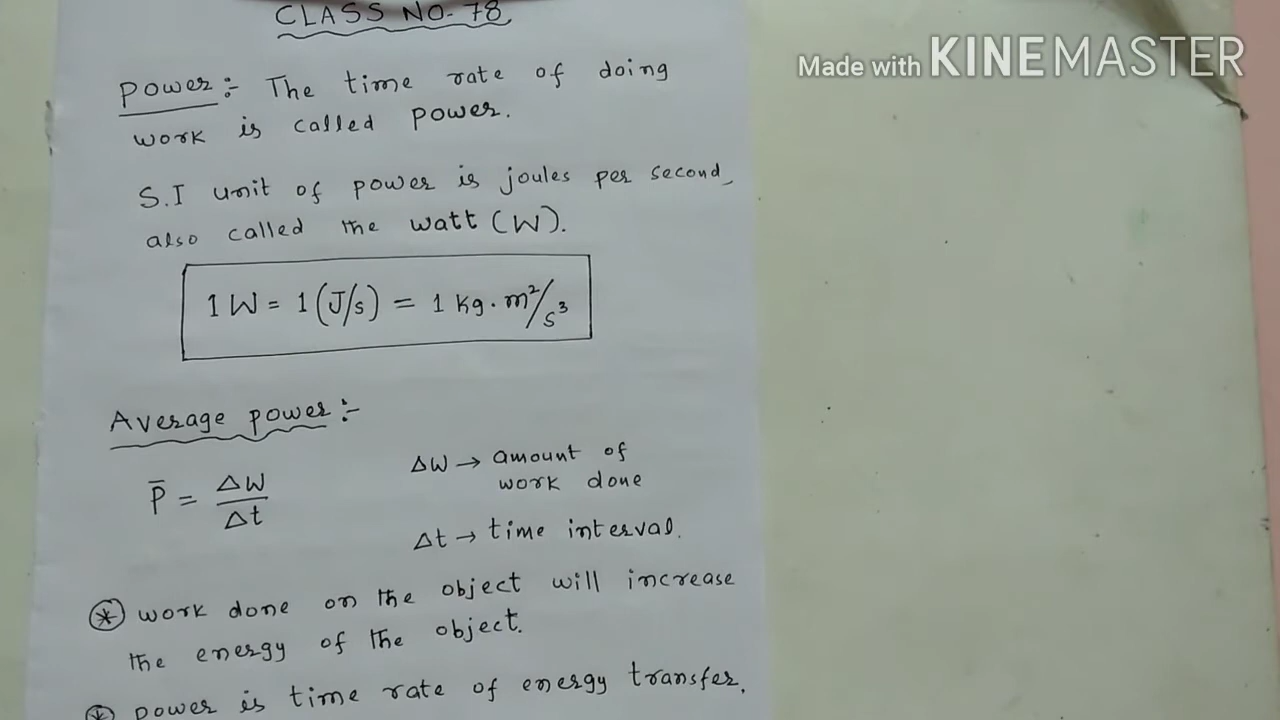 CLASS NO- 78
Made with KINEMASTER
Power :- The time rate of doing
work is called power.
S.I unit of power is joules per second
also called the watt (W).
1 W = 1 (J/s) = 1 kg · m²/s³
Average power :-
P̄ = ΔW/Δt
ΔW → amount of
work done
Δt → time interval.
* work done on the object will increase
the energy of the object.
* power is time rate of energy transfer.